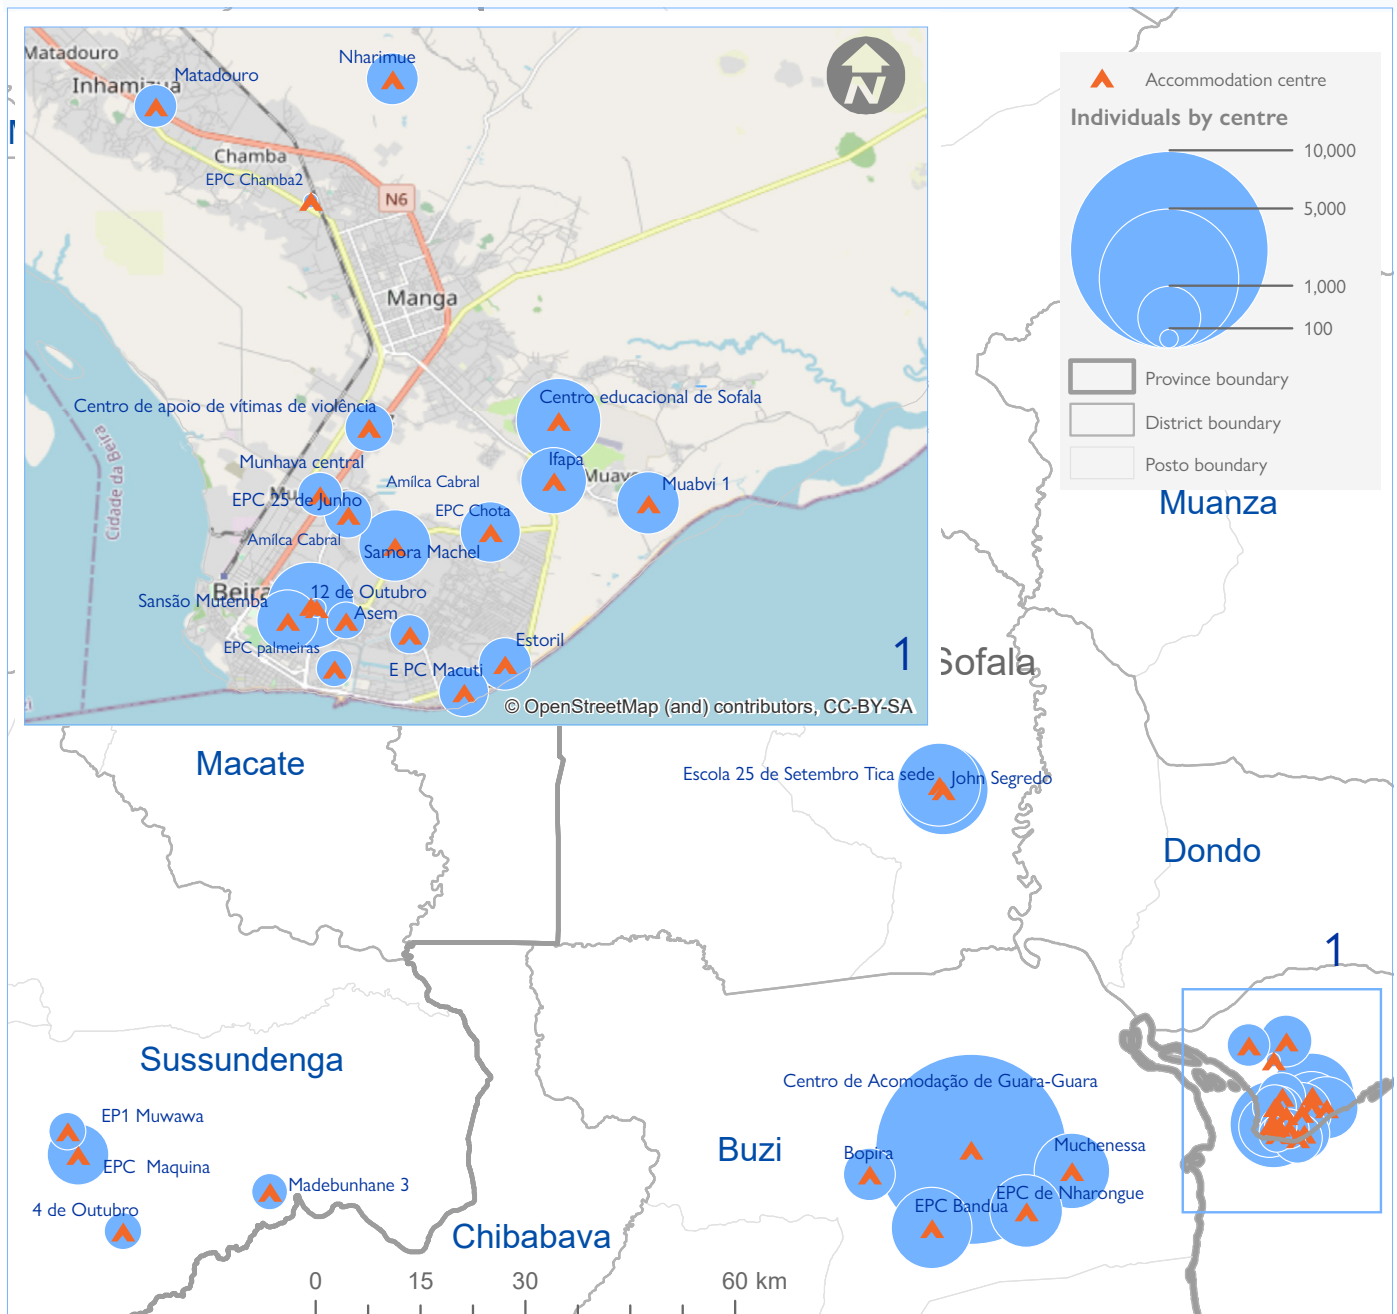 Matadouro
Inhamizua
Matadouro
Nharimue
N
Chamba
EPC Chamba2
N6
Manga
Cidade da Beira
Centro de apoio de vítimas de violência
Centro educacional de Sofala
Munhava central
Ifapa
Muabvi 1
Amílca Cabral
EPC 25 de Junho
EPC Chota
Amílca Cabral
Samora Machel
Beira
12 de Outubro
Sansão Mutemba
Asem
EPC palmeiras
Estoril
E PC Macuti
1
© OpenStreetMap (and) contributors, CC-BY-SA
Accommodation centre
Individuals by centre
10,000
5,000
1,000
100
Province boundary
District boundary
Posto boundary
Muanza
Sofala
Macate
Escola 25 de Setembro Tica sede
John Segredo
Dondo
1
Sussundenga
Centro de Acomodação de Guara-Guara
EP1 Muwawa
EPC Maquina
Buzi
Bopira
Muchenessa
Madebunhane 3
EPC de Nharongue
4 de Outubro
EPC Bandua
Chibabava
0 15 30 60 km